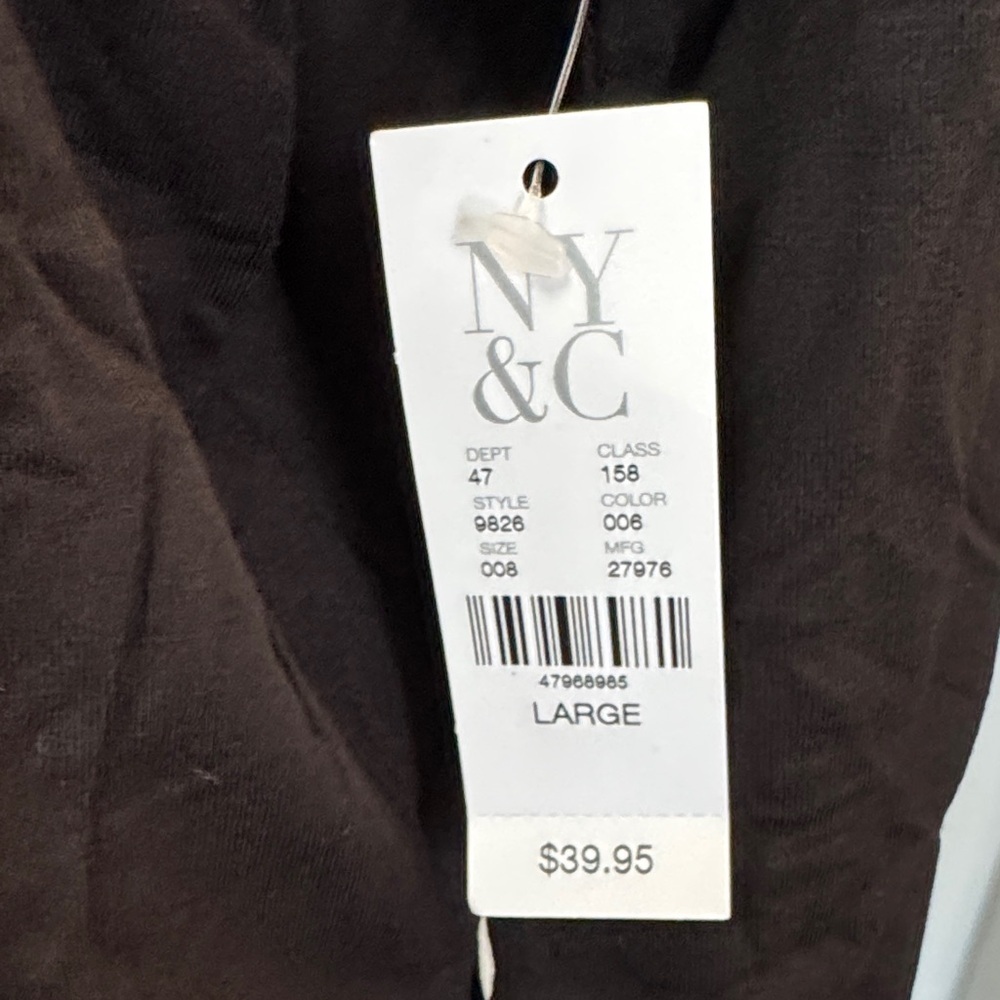 NY
&C
DEPT CLASS
47 158
STYLE COLOR
9826 006
SIZE MFG
008 27976
47968985
LARGE
$39.95